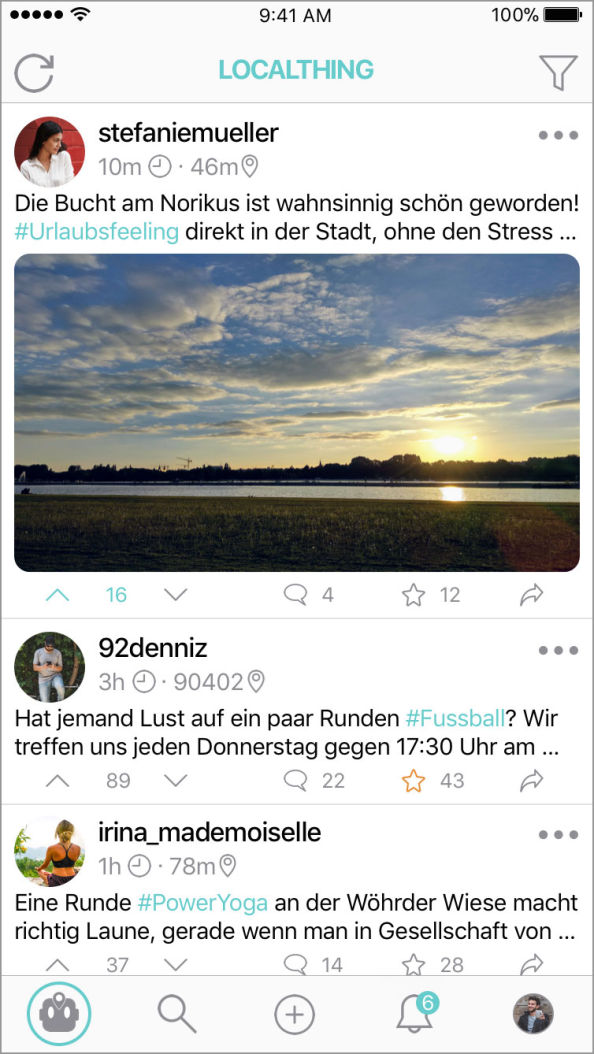 9:41 AM 100%
LOCALTHING
stefaniemueller
10m · 46m
Die Bucht am Norikus ist wahnsinnig schön geworden!
#Urlaubsfeeling direkt in der Stadt, ohne den Stress ...
16 4 12
92denniz
3h · 90402
Hat jemand Lust auf ein paar Runden #Fussball? Wir
treffen uns jeden Donnerstag gegen 17:30 Uhr am ...
89 22 43
irina_mademoiselle
1h · 78m
Eine Runde #PowerYoga an der Wöhrder Wiese macht
richtig Laune, gerade wenn man in Gesellschaft von ...
37 14 28
6